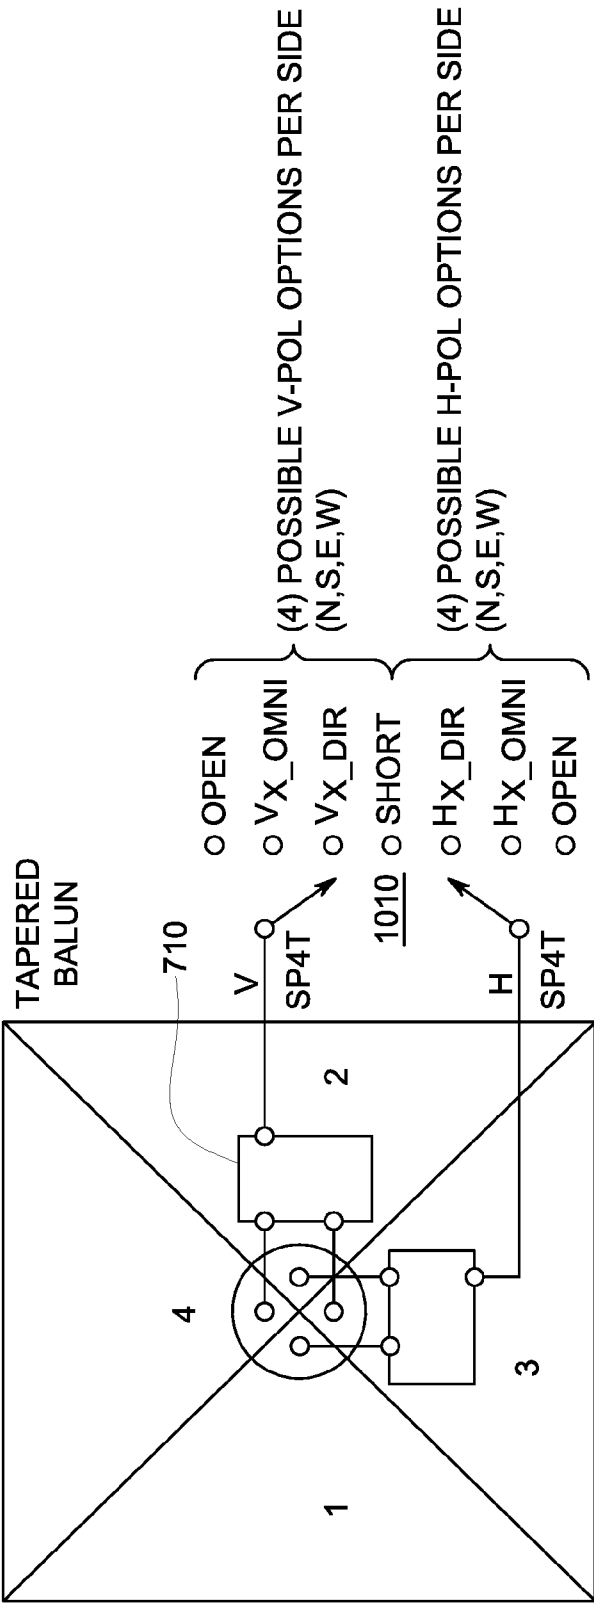 TAPERED
BALUN
710
V
SP4T
H
SP4T
1010
1
2
3
4
OPEN
VX_OMNI
VX_DIR
SHORT
HX_DIR
HX_OMNI
OPEN
(4) POSSIBLE V-POL OPTIONS PER SIDE
(N,S,E,W)
(4) POSSIBLE H-POL OPTIONS PER SIDE
(N,S,E,W)